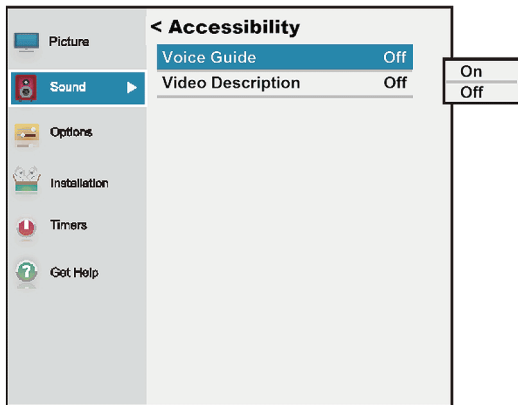 Picture
Sound
Options
Installation
Timers
Get Help
< Accessibility
Voice Guide Off
Video Description Off
On
Off